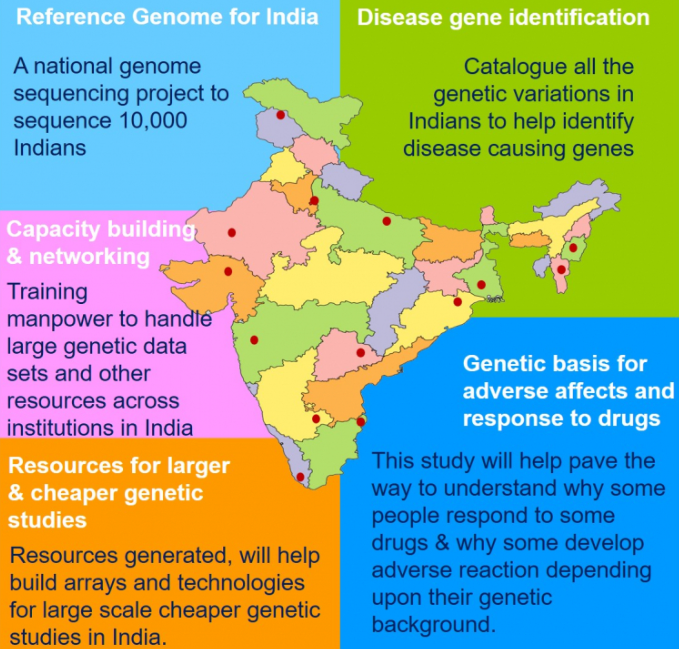 Reference Genome for India
A national genome
sequencing project to
sequence 10,000
Indians
Disease gene identification
Catalogue all the
genetic variations in
Indians to help identify
disease causing genes
Capacity building
& networking
Training
manpower to handle
large genetic data
sets and other
resources across
institutions in India
Genetic basis for
adverse affects and
response to drugs
This study will help pave the
way to understand why some
people respond to some
drugs & why some develop
adverse reaction depending
upon their genetic
background.
Resources for larger
& cheaper genetic
studies
Resources generated, will help
build arrays and technologies
for large scale cheaper genetic
studies in India.